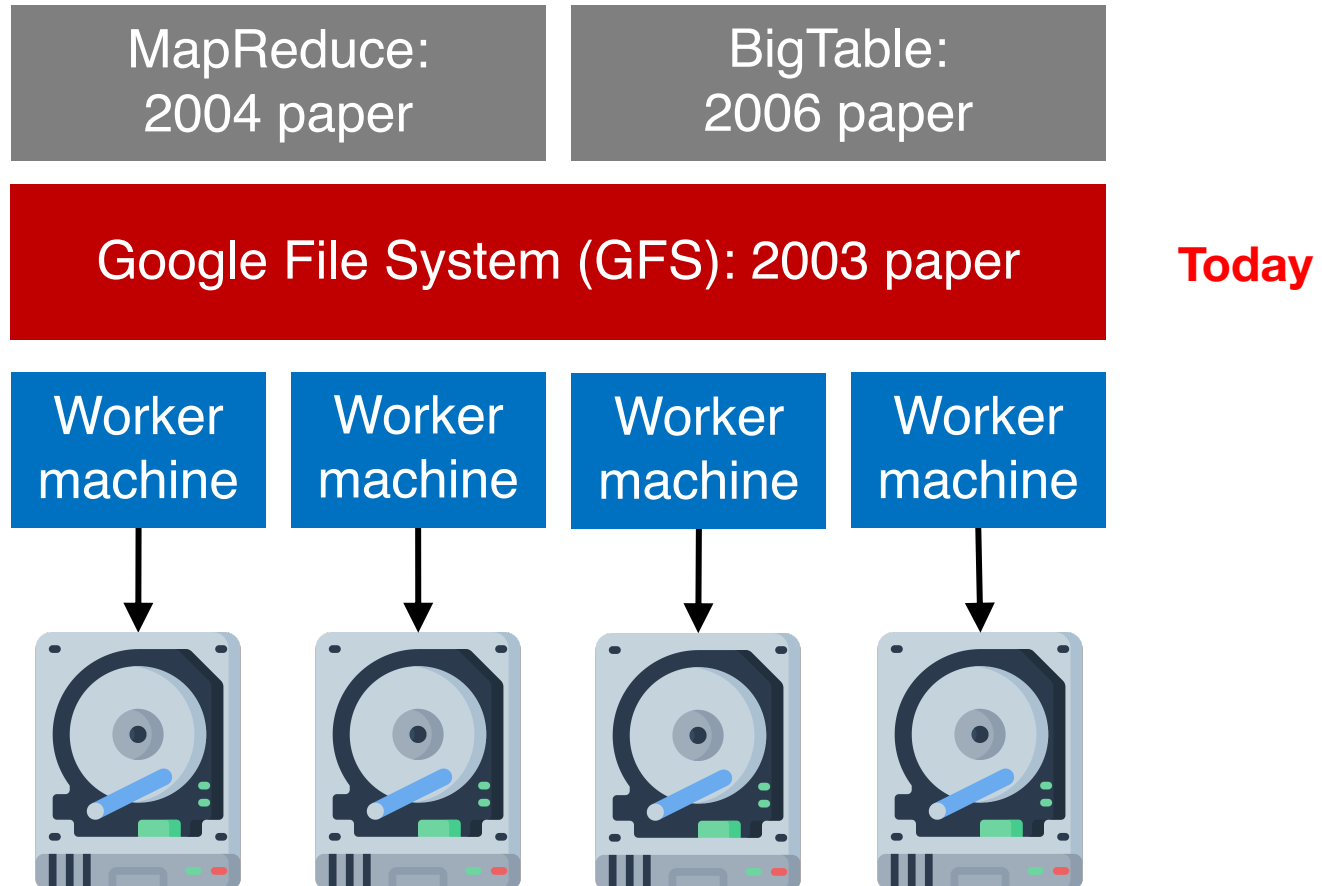 MapReduce:
2004 paper
BigTable:
2006 paper
Google File System (GFS): 2003 paper
Today
Worker
machine
Worker
machine
Worker
machine
Worker
machine